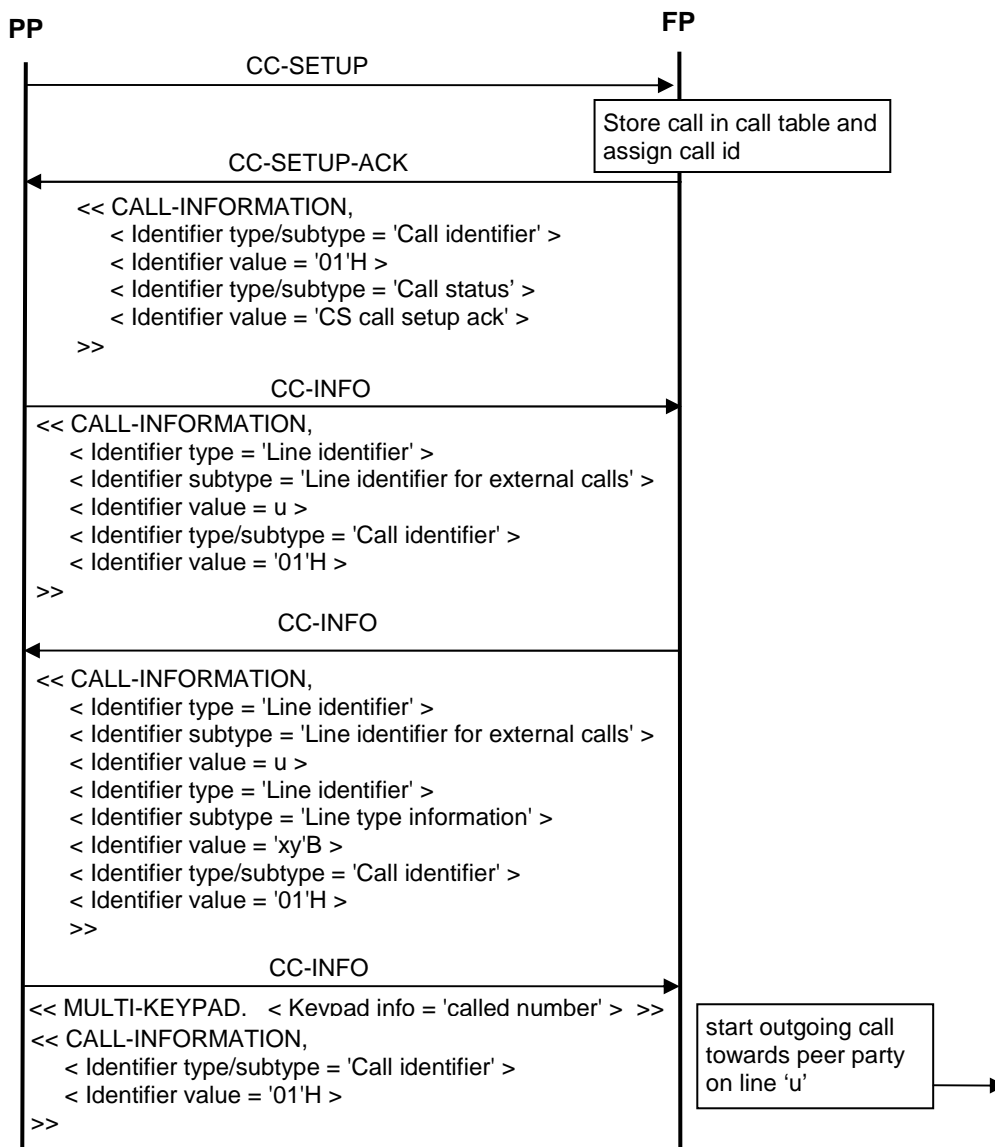 PP
FP
CC-SETUP
Store call in call table and
assign call id
CC-SETUP-ACK
<< CALL-INFORMATION,
< Identifier type/subtype = 'Call identifier' >
< Identifier value = '01'H >
< Identifier type/subtype = 'Call status’ >
< Identifier value = 'CS call setup ack' >
>>
CC-INFO
<< CALL-INFORMATION,
< Identifier type = 'Line identifier' >
< Identifier subtype = 'Line identifier for external calls' >
< Identifier value = u >
< Identifier type/subtype = 'Call identifier' >
< Identifier value = '01'H >
>>
CC-INFO
<< CALL-INFORMATION,
< Identifier type = 'Line identifier' >
< Identifier subtype = 'Line identifier for external calls' >
< Identifier value = u >
< Identifier type = 'Line identifier' >
< Identifier subtype = 'Line type information' >
< Identifier value = 'xy'B >
< Identifier type/subtype = 'Call identifier' >
< Identifier value = '01'H >
>>
CC-INFO
<< MULTI-KEYPAD. < Keypad info = 'called number' > >>
<< CALL-INFORMATION,
< Identifier type/subtype = 'Call identifier' >
< Identifier value = '01'H >
>>
start outgoing call
towards peer party
on line ‘u’